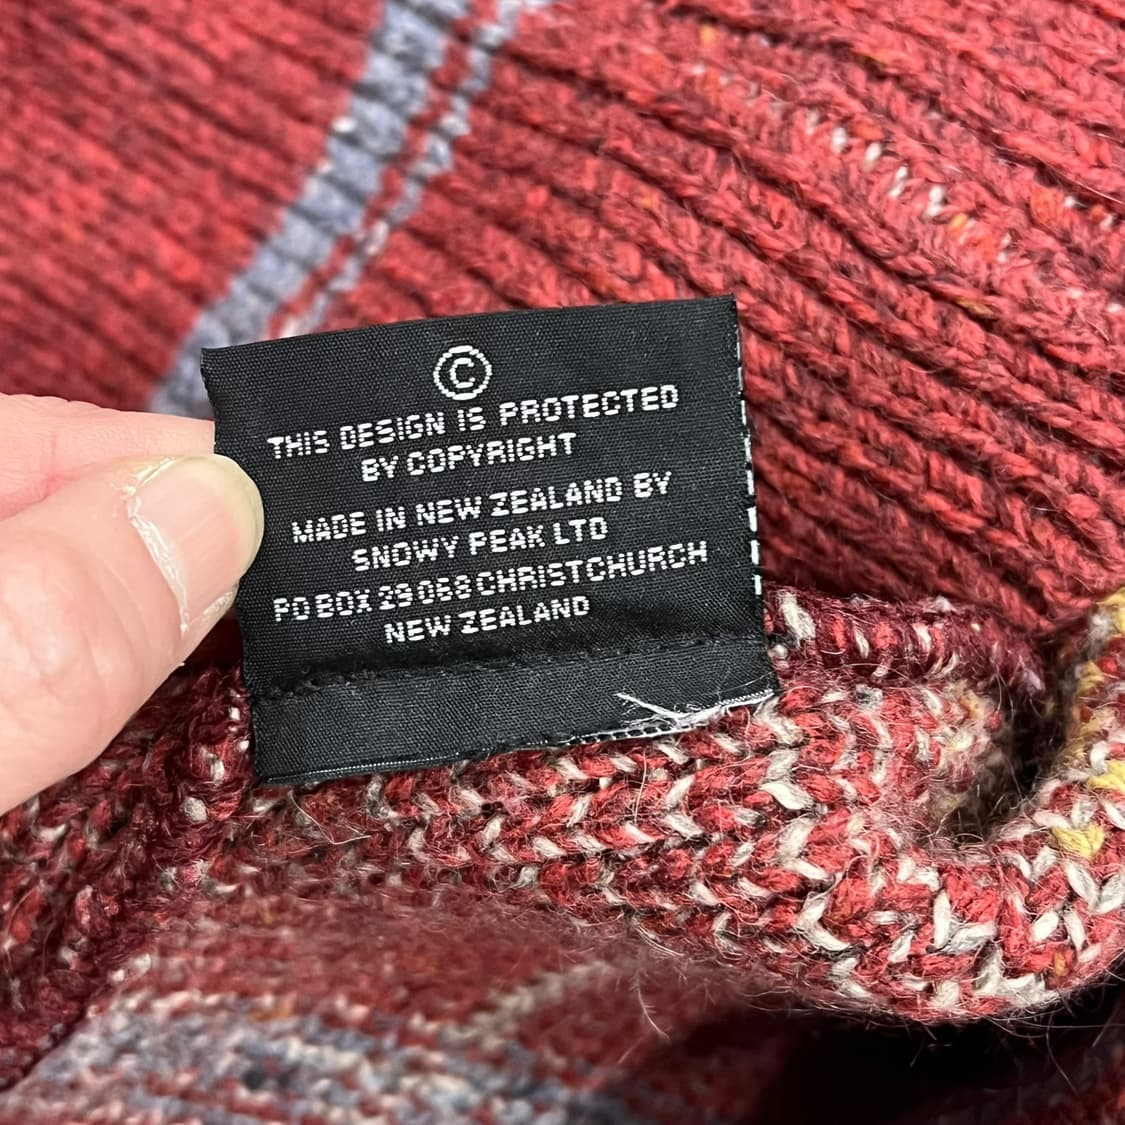 ©
THIS DESIGN IS PROTECTED
BY COPYRIGHT
MADE IN NEW ZEALAND BY
SNOWY PEAK LTD
PO BOX 29 068 CHRISTCHURCH
NEW ZEALAND